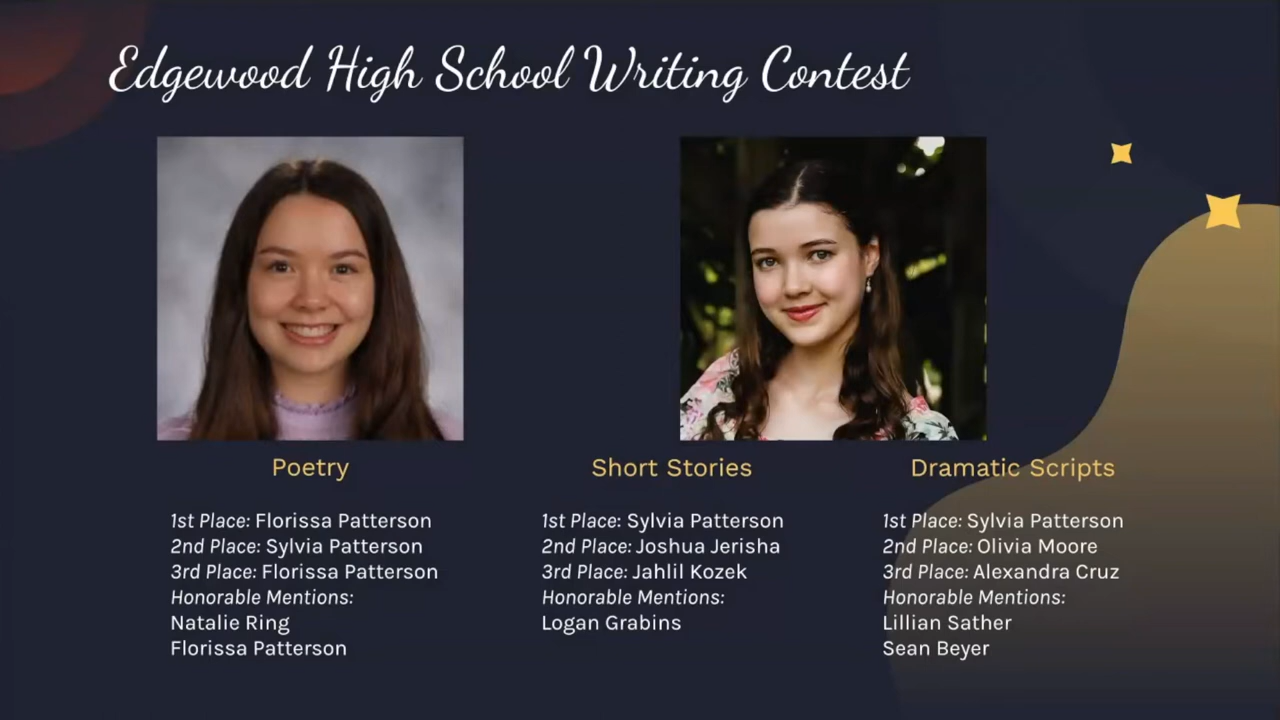 Edgewood High School Writing Contest
Poetry
1st Place: Florissa Patterson
2nd Place: Sylvia Patterson
3rd Place: Florissa Patterson
Honorable Mentions:
Natalie Ring
Florissa Patterson
Short Stories
1st Place: Sylvia Patterson
2nd Place: Joshua Jerisha
3rd Place: Jahlil Kozek
Honorable Mentions:
Logan Grabins
Dramatic Scripts
1st Place: Sylvia Patterson
2nd Place: Olivia Moore
3rd Place: Alexandra Cruz
Honorable Mentions:
Lillian Sather
Sean Beyer